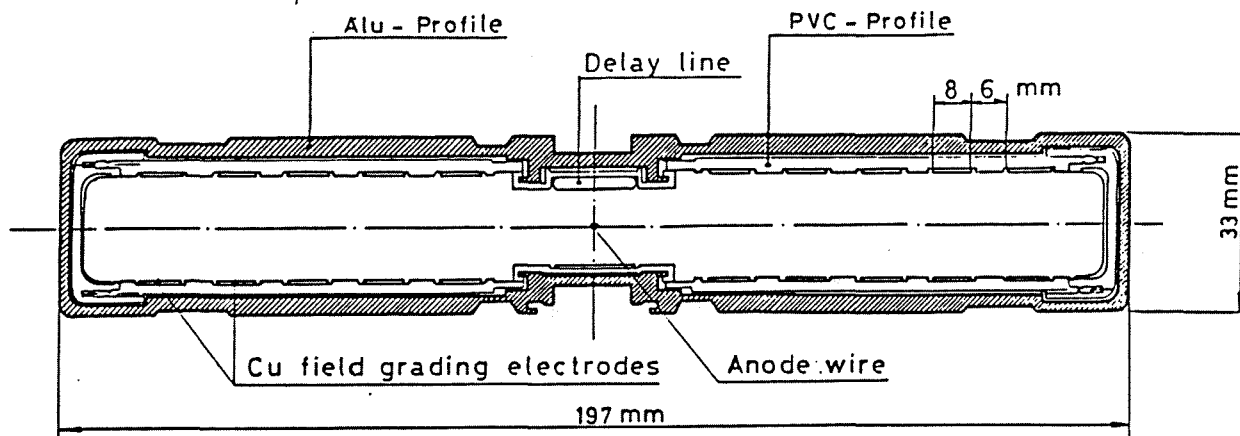 Alu - Profile
PVC - Profile
Delay line
8 6 mm
33 mm
Cu field grading electrodes
Anode wire
197 mm